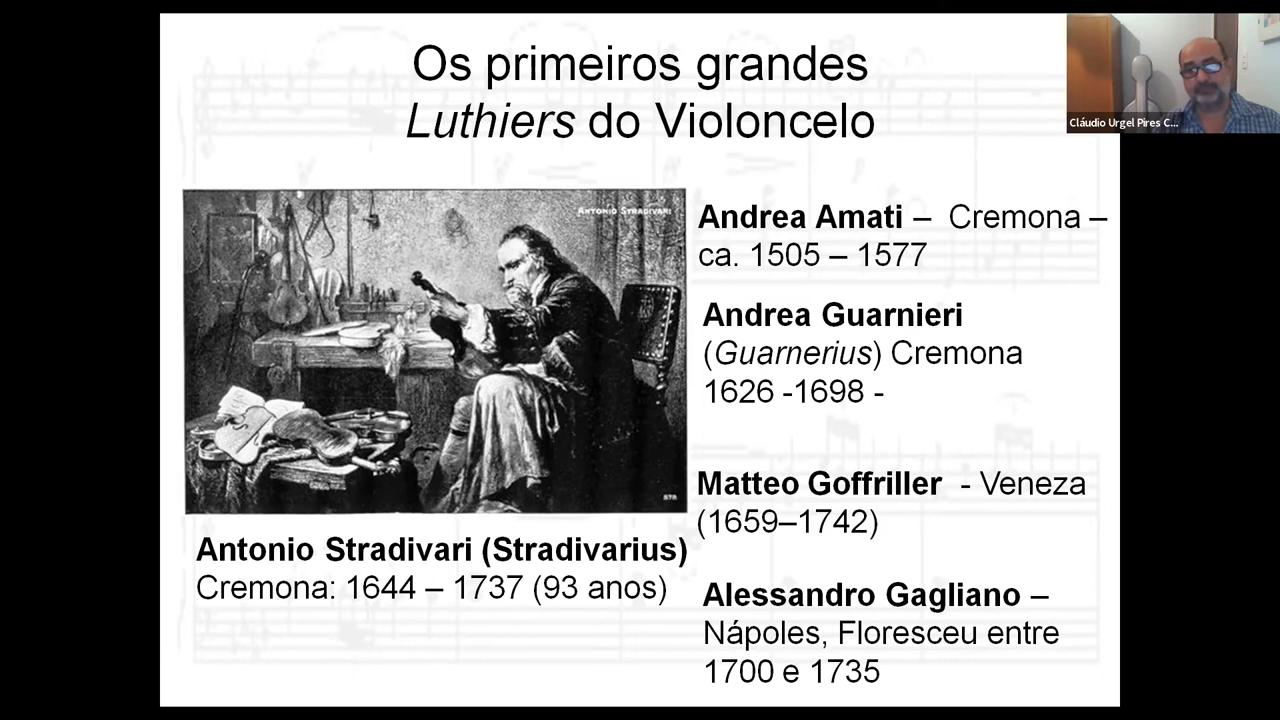 Os primeiros grandes
Luthiers do Violoncelo
Cláudio Urgel Pires C...
ANTONIO STRADIVARI
Andrea Amati – Cremona –
ca. 1505 – 1577
Andrea Guarnieri
(Guarnerius) Cremona
1626 -1698 -
Matteo Goffriller - Veneza
(1659–1742)
Antonio Stradivari (Stradivarius)
Cremona: 1644 – 1737 (93 anos)
Alessandro Gagliano –
Nápoles, Floresceu entre
1700 e 1735